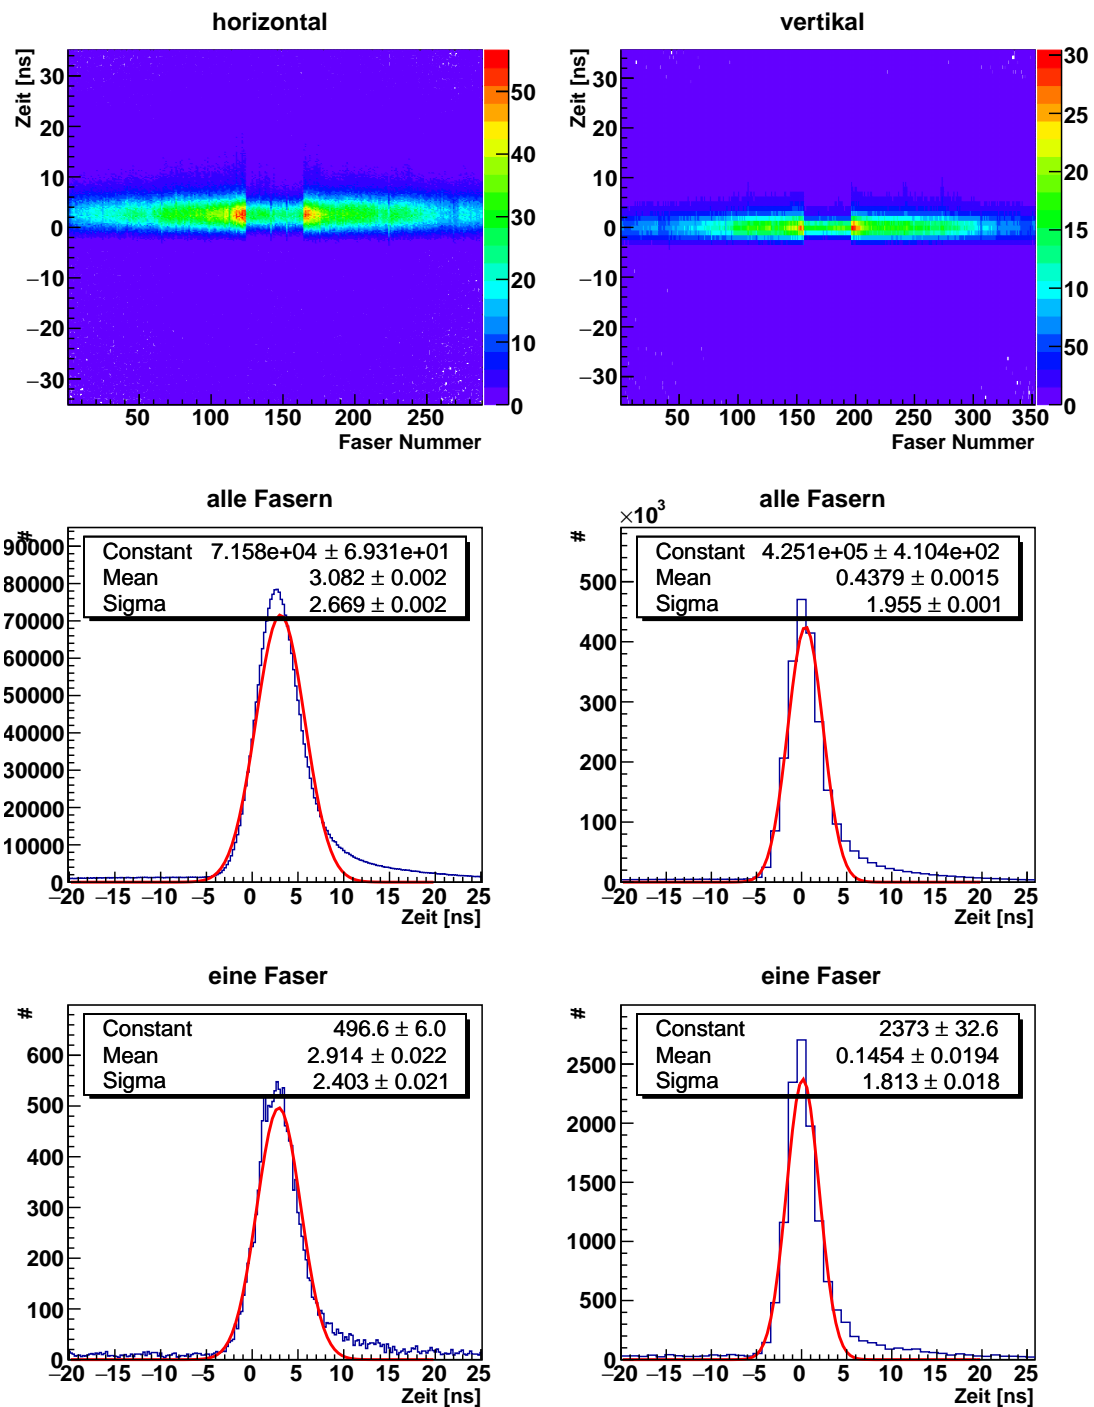 horizontal
Zeit [ns]
30
20
10
0
−10
−20
−30
50 100 150 200 250
Faser Nummer
50
40
30
20
10
0
vertikal
Zeit [ns]
30
20
10
0
−10
−20
−30
50 100 150 200 250 300 350
Faser Nummer
30
25
20
15
10
50
0
alle Fasern
#
90000
80000
70000
60000
50000
40000
30000
20000
10000
0
Constant 7.158e+04 ± 6.931e+01
Mean 3.082 ± 0.002
Sigma 2.669 ± 0.002
−20 −15 −10 −5 0 5 10 15 20 25
Zeit [ns]
alle Fasern
×10³
#
500
400
300
200
100
0
Constant 4.251e+05 ± 4.104e+02
Mean 0.4379 ± 0.0015
Sigma 1.955 ± 0.001
−20 −15 −10 −5 0 5 10 15 20 25
Zeit [ns]
eine Faser
#
600
500
400
300
200
100
0
Constant 496.6 ± 6.0
Mean 2.914 ± 0.022
Sigma 2.403 ± 0.021
−20 −15 −10 −5 0 5 10 15 20 25
Zeit [ns]
eine Faser
#
2500
2000
1500
1000
500
0
Constant 2373 ± 32.6
Mean 0.1454 ± 0.0194
Sigma 1.813 ± 0.018
−20 −15 −10 −5 0 5 10 15 20 25
Zeit [ns]